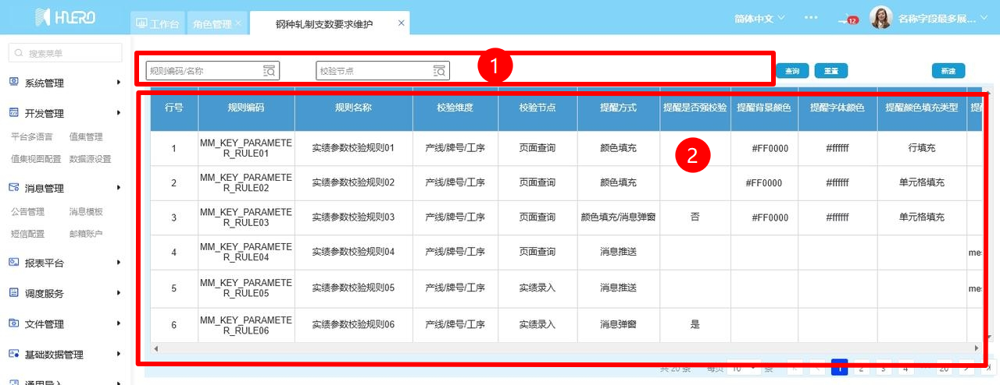 HZERO
工作台
角色管理 ×
钢种轧制支数要求维护 ×
简体中文
12
名称字段最多展...
搜索菜单
系统管理
开发管理
平台多语言 值集管理
值集视图配置 数据源设置
消息管理
公告管理 消息模板
短信配置 邮箱账户
报表平台
调度服务
文件管理
基础数据管理
通用导入
规则编码/名称 校验节点 1 查询 重置 新建
行号 规则编码 规则名称 校验维度 校验节点 提醒方式 提醒是否强校验 提醒背景颜色 提醒字体颜色 提醒颜色填充类型 提醒
1 MM_KEY_PARAMETE 实绩参数校验规则01 产线/牌号/工序 页面查询 颜色填充 #FF0000 #ffffff 行填充
R_RULE01
2
2 MM_KEY_PARAMETE 实绩参数校验规则02 产线/牌号/工序 页面查询 颜色填充 #FF0000 #ffffff 单元格填充
R_RULE02
3 MM_KEY_PARAMETE 实绩参数校验规则03 产线/牌号/工序 页面查询 颜色填充/消息弹窗 否 #FF0000 #ffffff 单元格填充
R_RULE03
4 MM_KEY_PARAMETE 实绩参数校验规则04 产线/牌号/工序 页面查询 消息推送 mes
R_RULE04
5 MM_KEY_PARAMETE 实绩参数校验规则05 产线/牌号/工序 实绩录入 消息推送 mes
R_RULE05
6 MM_KEY_PARAMETE 实绩参数校验规则06 产线/牌号/工序 实绩录入 消息弹窗 是
R_RULE06
共 20 条 每页 10 条 1 2 3 4 ... 20